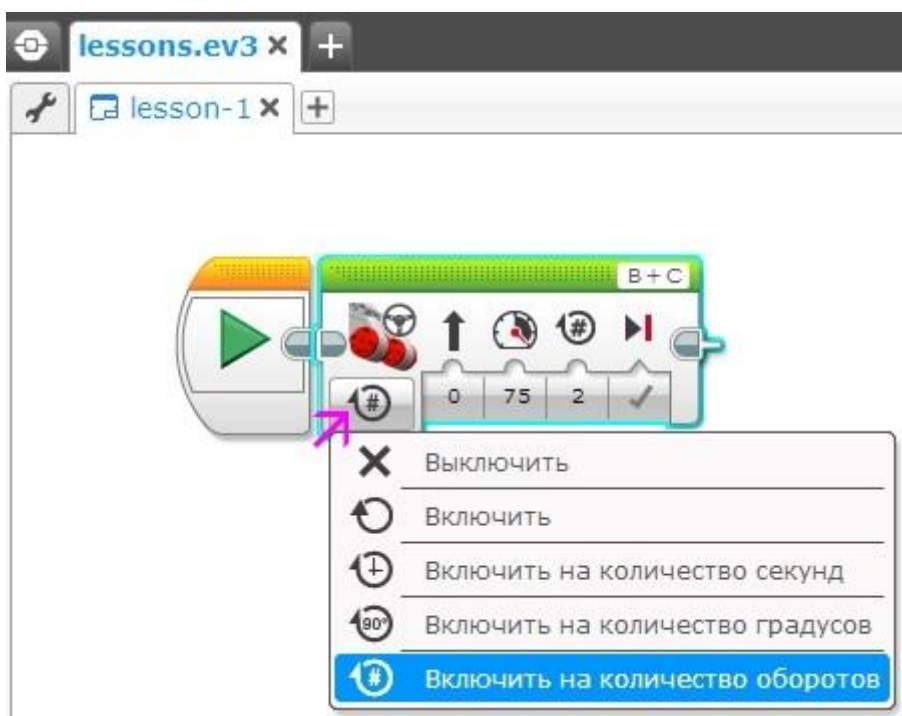 lessons.ev3
lesson-1
B + C
#
0 75 2
#
Выключить
Включить
Включить на количество секунд
90° Включить на количество градусов
# Включить на количество оборотов